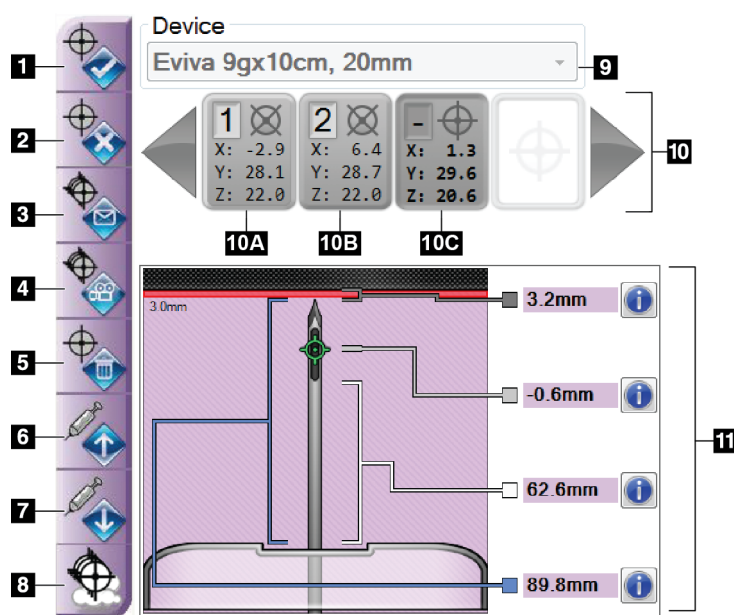 Device
Eviva 9gx10cm, 20mm
1
2
3
4
5
6
7
8
9
1
X: -2.9
Y: 28.1
Z: 22.0
2
X: 6.4
Y: 28.7
Z: 22.0
-
X: 1.3
Y: 29.6
Z: 20.6
10
10A
10B
10C
3.0mm
3.2mm
-0.6mm
62.6mm
89.8mm
11